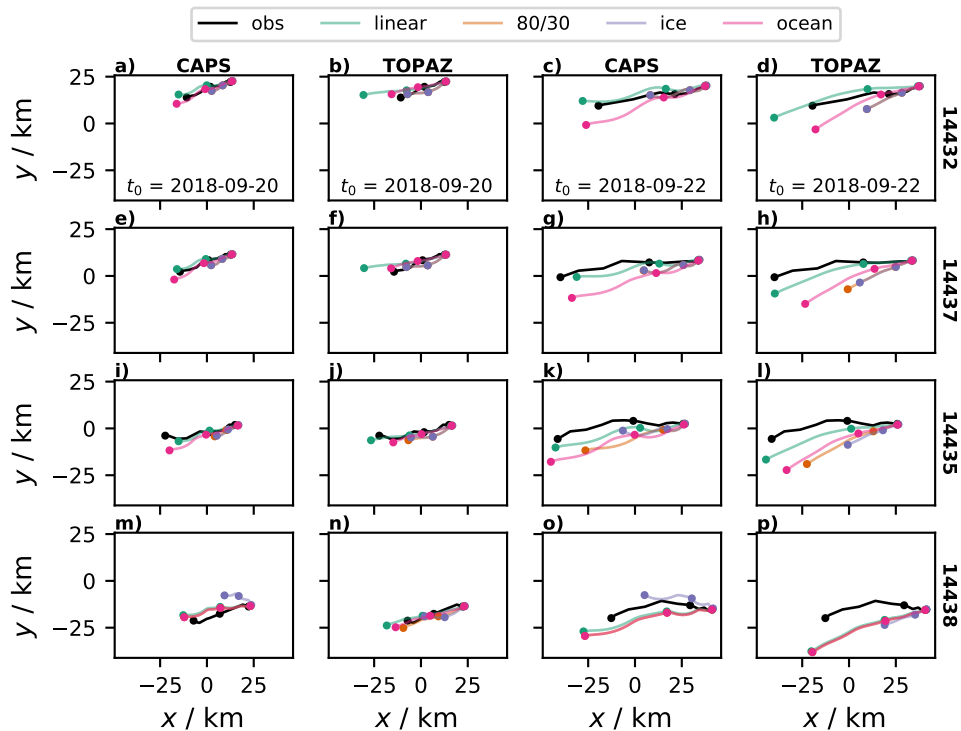 obs linear 80/30 ice ocean
a) CAPS b) TOPAZ c) CAPS d) TOPAZ
25
0
−25
y / km
t0 = 2018-09-20 t0 = 2018-09-20 t0 = 2018-09-22 t0 = 2018-09-22
14432
e) f) g) h)
25
0
−25
y / km
14437
i) j) k) l)
25
0
−25
y / km
14435
m) n) o) p)
25
0
−25
y / km
14438
−25 0 25 −25 0 25 −25 0 25 −25 0 25
x / km x / km x / km x / km